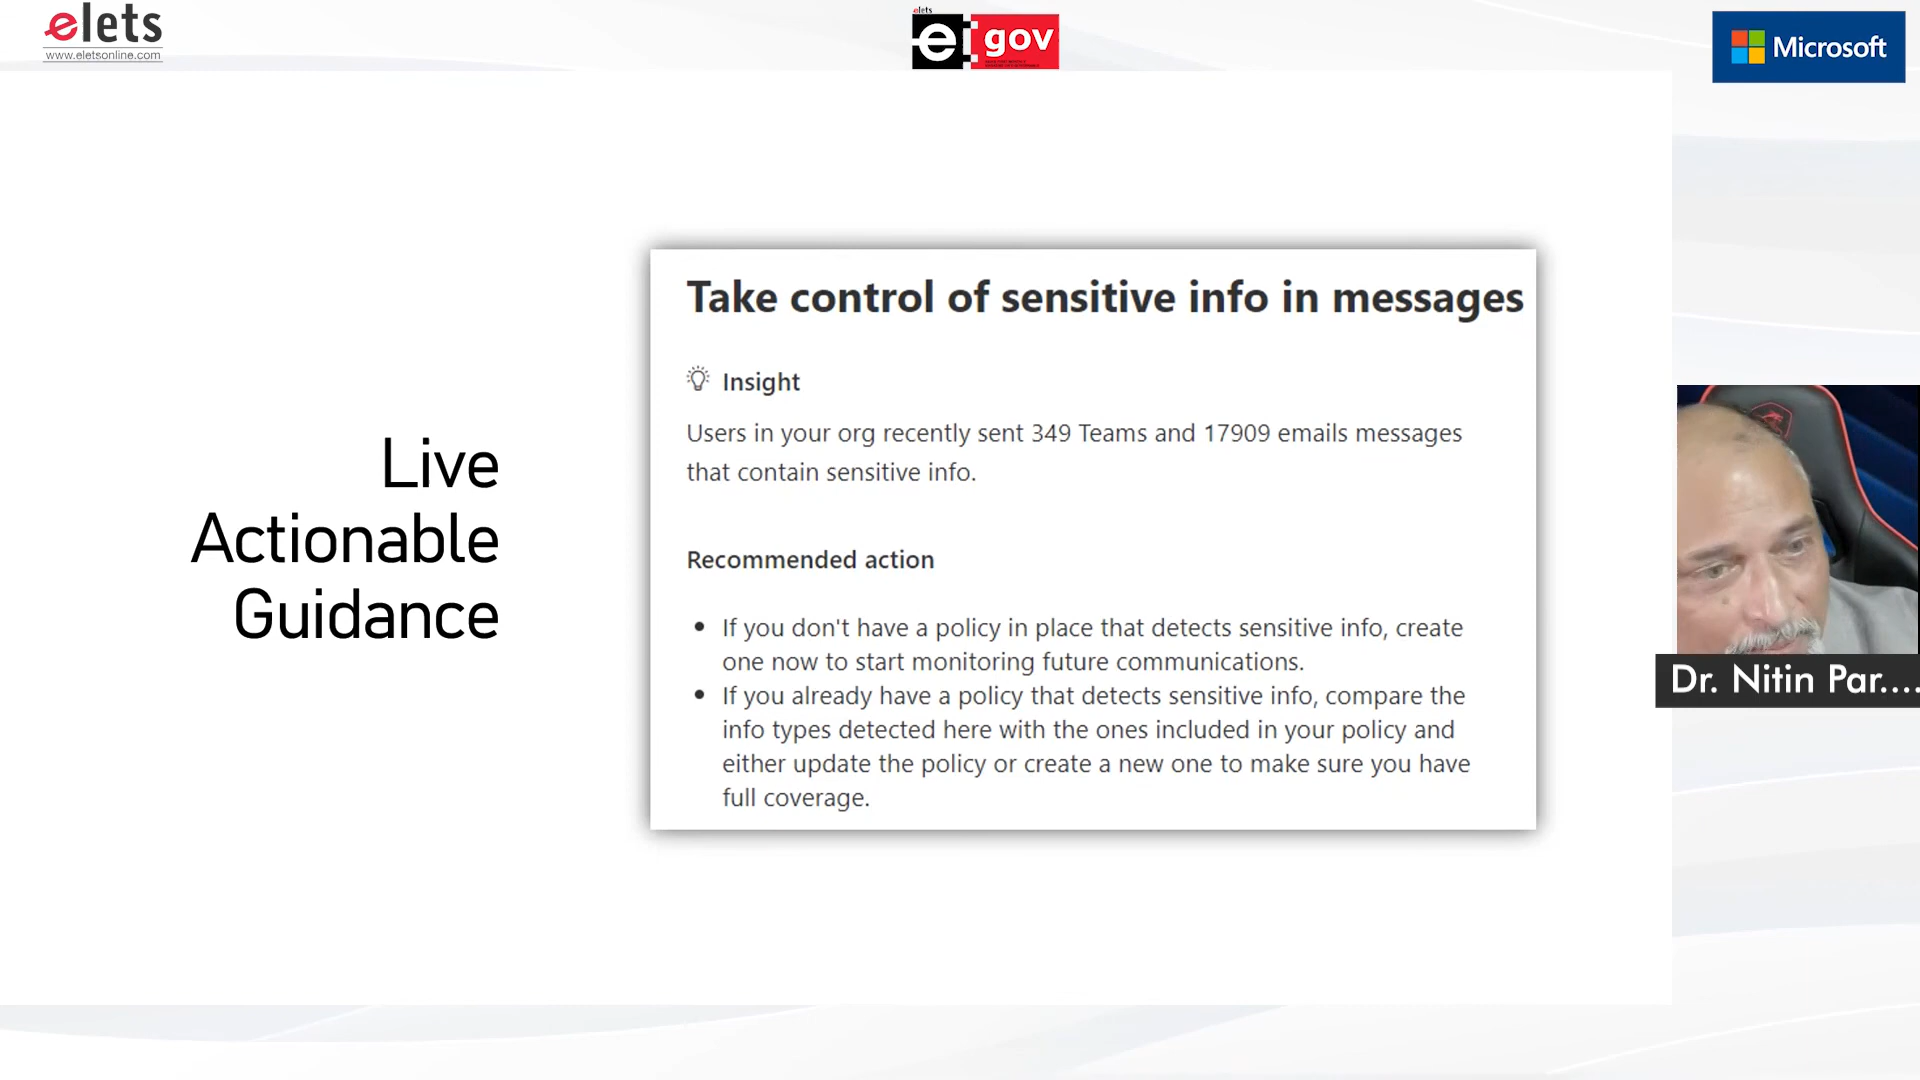 elets
www.eletsonline.com
elets
e gov
Microsoft
Live
Actionable
Guidance
Take control of sensitive info in messages
Insight
Users in your org recently sent 349 Teams and 17909 emails messages
that contain sensitive info.
Recommended action
• If you don't have a policy in place that detects sensitive info, create
one now to start monitoring future communications.
• If you already have a policy that detects sensitive info, compare the
info types detected here with the ones included in your policy and
either update the policy or create a new one to make sure you have
full coverage.
Dr. Nitin Par....